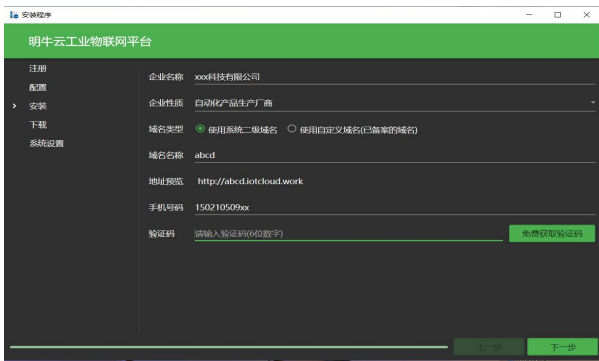 安装程序
明牛云工业物联网平台
注册
配置
安装
下载
系统设置
企业名称 xxx科技有限公司
企业性质 自动化产品生产厂商
域名类型 使用系统二级域名 使用自定义域名(已备案的域名)
域名名称 abcd
地址预览 http://abcd.iotcloud.work
手机号码 150210509xx
验证码 请输入验证码(6位数字) 免费获取验证码
上一步 下一步